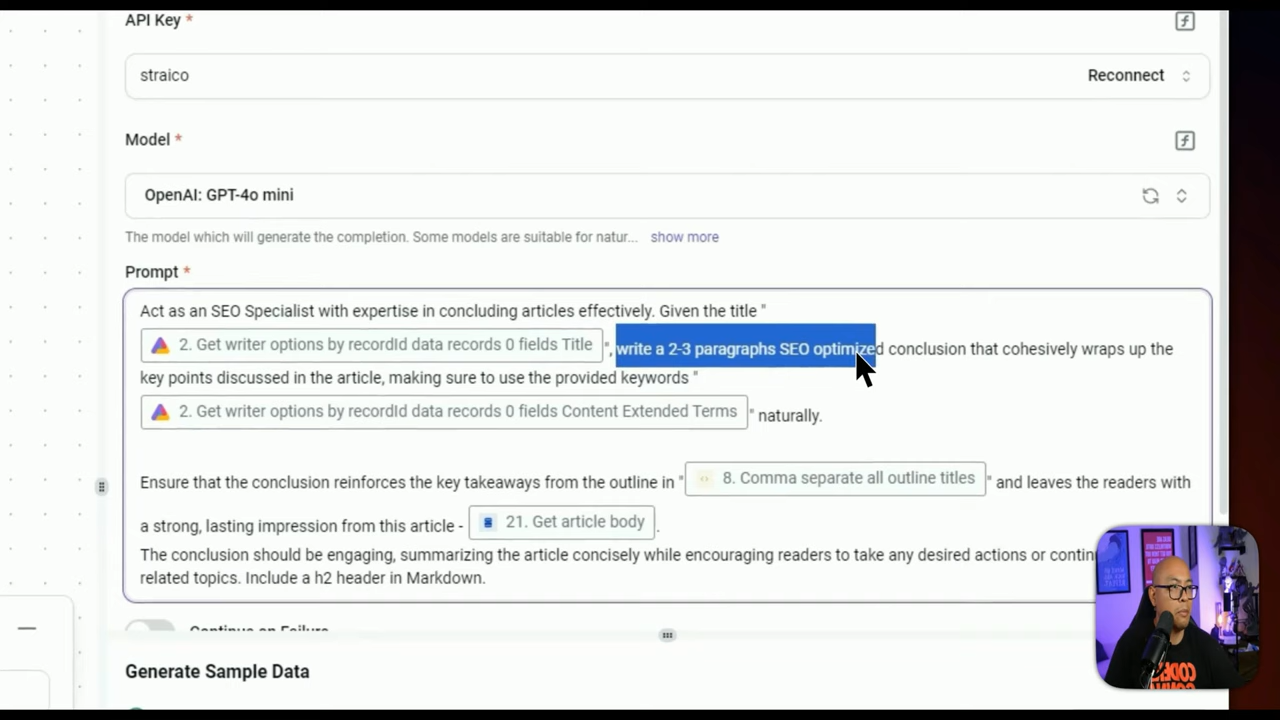 API Key *
straico
Reconnect
Model *
OpenAI: GPT-4o mini
The model which will generate the completion. Some models are suitable for natur... show more
Prompt *
Act as an SEO Specialist with expertise in concluding articles effectively. Given the title "
2. Get writer options by recordId data records 0 fields Title ", write a 2-3 paragraphs SEO optimized conclusion that cohesively wraps up the
key points discussed in the article, making sure to use the provided keywords "
2. Get writer options by recordId data records 0 fields Content Extended Terms " naturally.
Ensure that the conclusion reinforces the key takeaways from the outline in " 8. Comma separate all outline titles " and leaves the readers with
a strong, lasting impression from this article - 21. Get article body .
The conclusion should be engaging, summarizing the article concisely while encouraging readers to take any desired actions or
related topics. Include a h2 header in Markdown.
Continue on Failure
Generate Sample Data